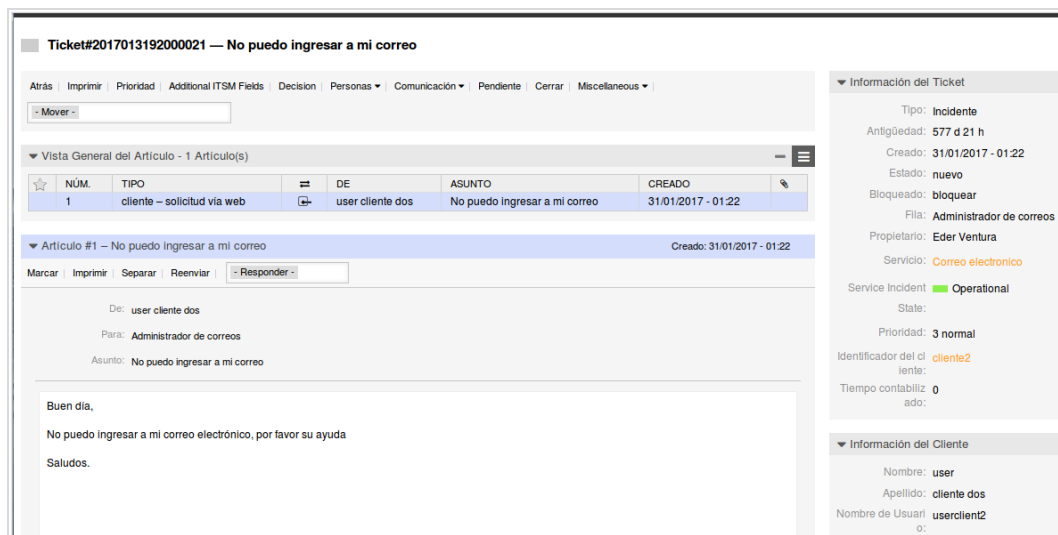 Ticket#2017013192000021 — No puedo ingresar a mi correo
Atrás Imprimir Prioridad Additional ITSM Fields Decision Personas Comunicación Pendiente Cerrar Miscellaneous
- Mover -
Vista General del Artículo - 1 Artículo(s)
NÚM. TIPO DE ASUNTO CREADO
1 cliente – solicitud vía web user cliente dos No puedo ingresar a mi correo 31/01/2017 - 01:22
Artículo #1 – No puedo ingresar a mi correo Creado: 31/01/2017 - 01:22
Marcar Imprimir Separar Reenviar - Responder -
De: user cliente dos
Para: Administrador de correos
Asunto: No puedo ingresar a mi correo
Buen día,
No puedo ingresar a mi correo electrónico, por favor su ayuda
Saludos.
Información del Ticket
Tipo: Incidente
Antigüedad: 577 d 21 h
Creado: 31/01/2017 - 01:22
Estado: nuevo
Bloqueado: bloquear
Fila: Administrador de correos
Propietario: Eder Ventura
Servicio: Correo electronico
Service Incident Operational
State:
Prioridad: 3 normal
Identificador del cl cliente2
iente:
Tiempo contabiliz 0
ado:
Información del Cliente
Nombre: user
Apellido: cliente dos
Nombre de Usuari userclient2
o: